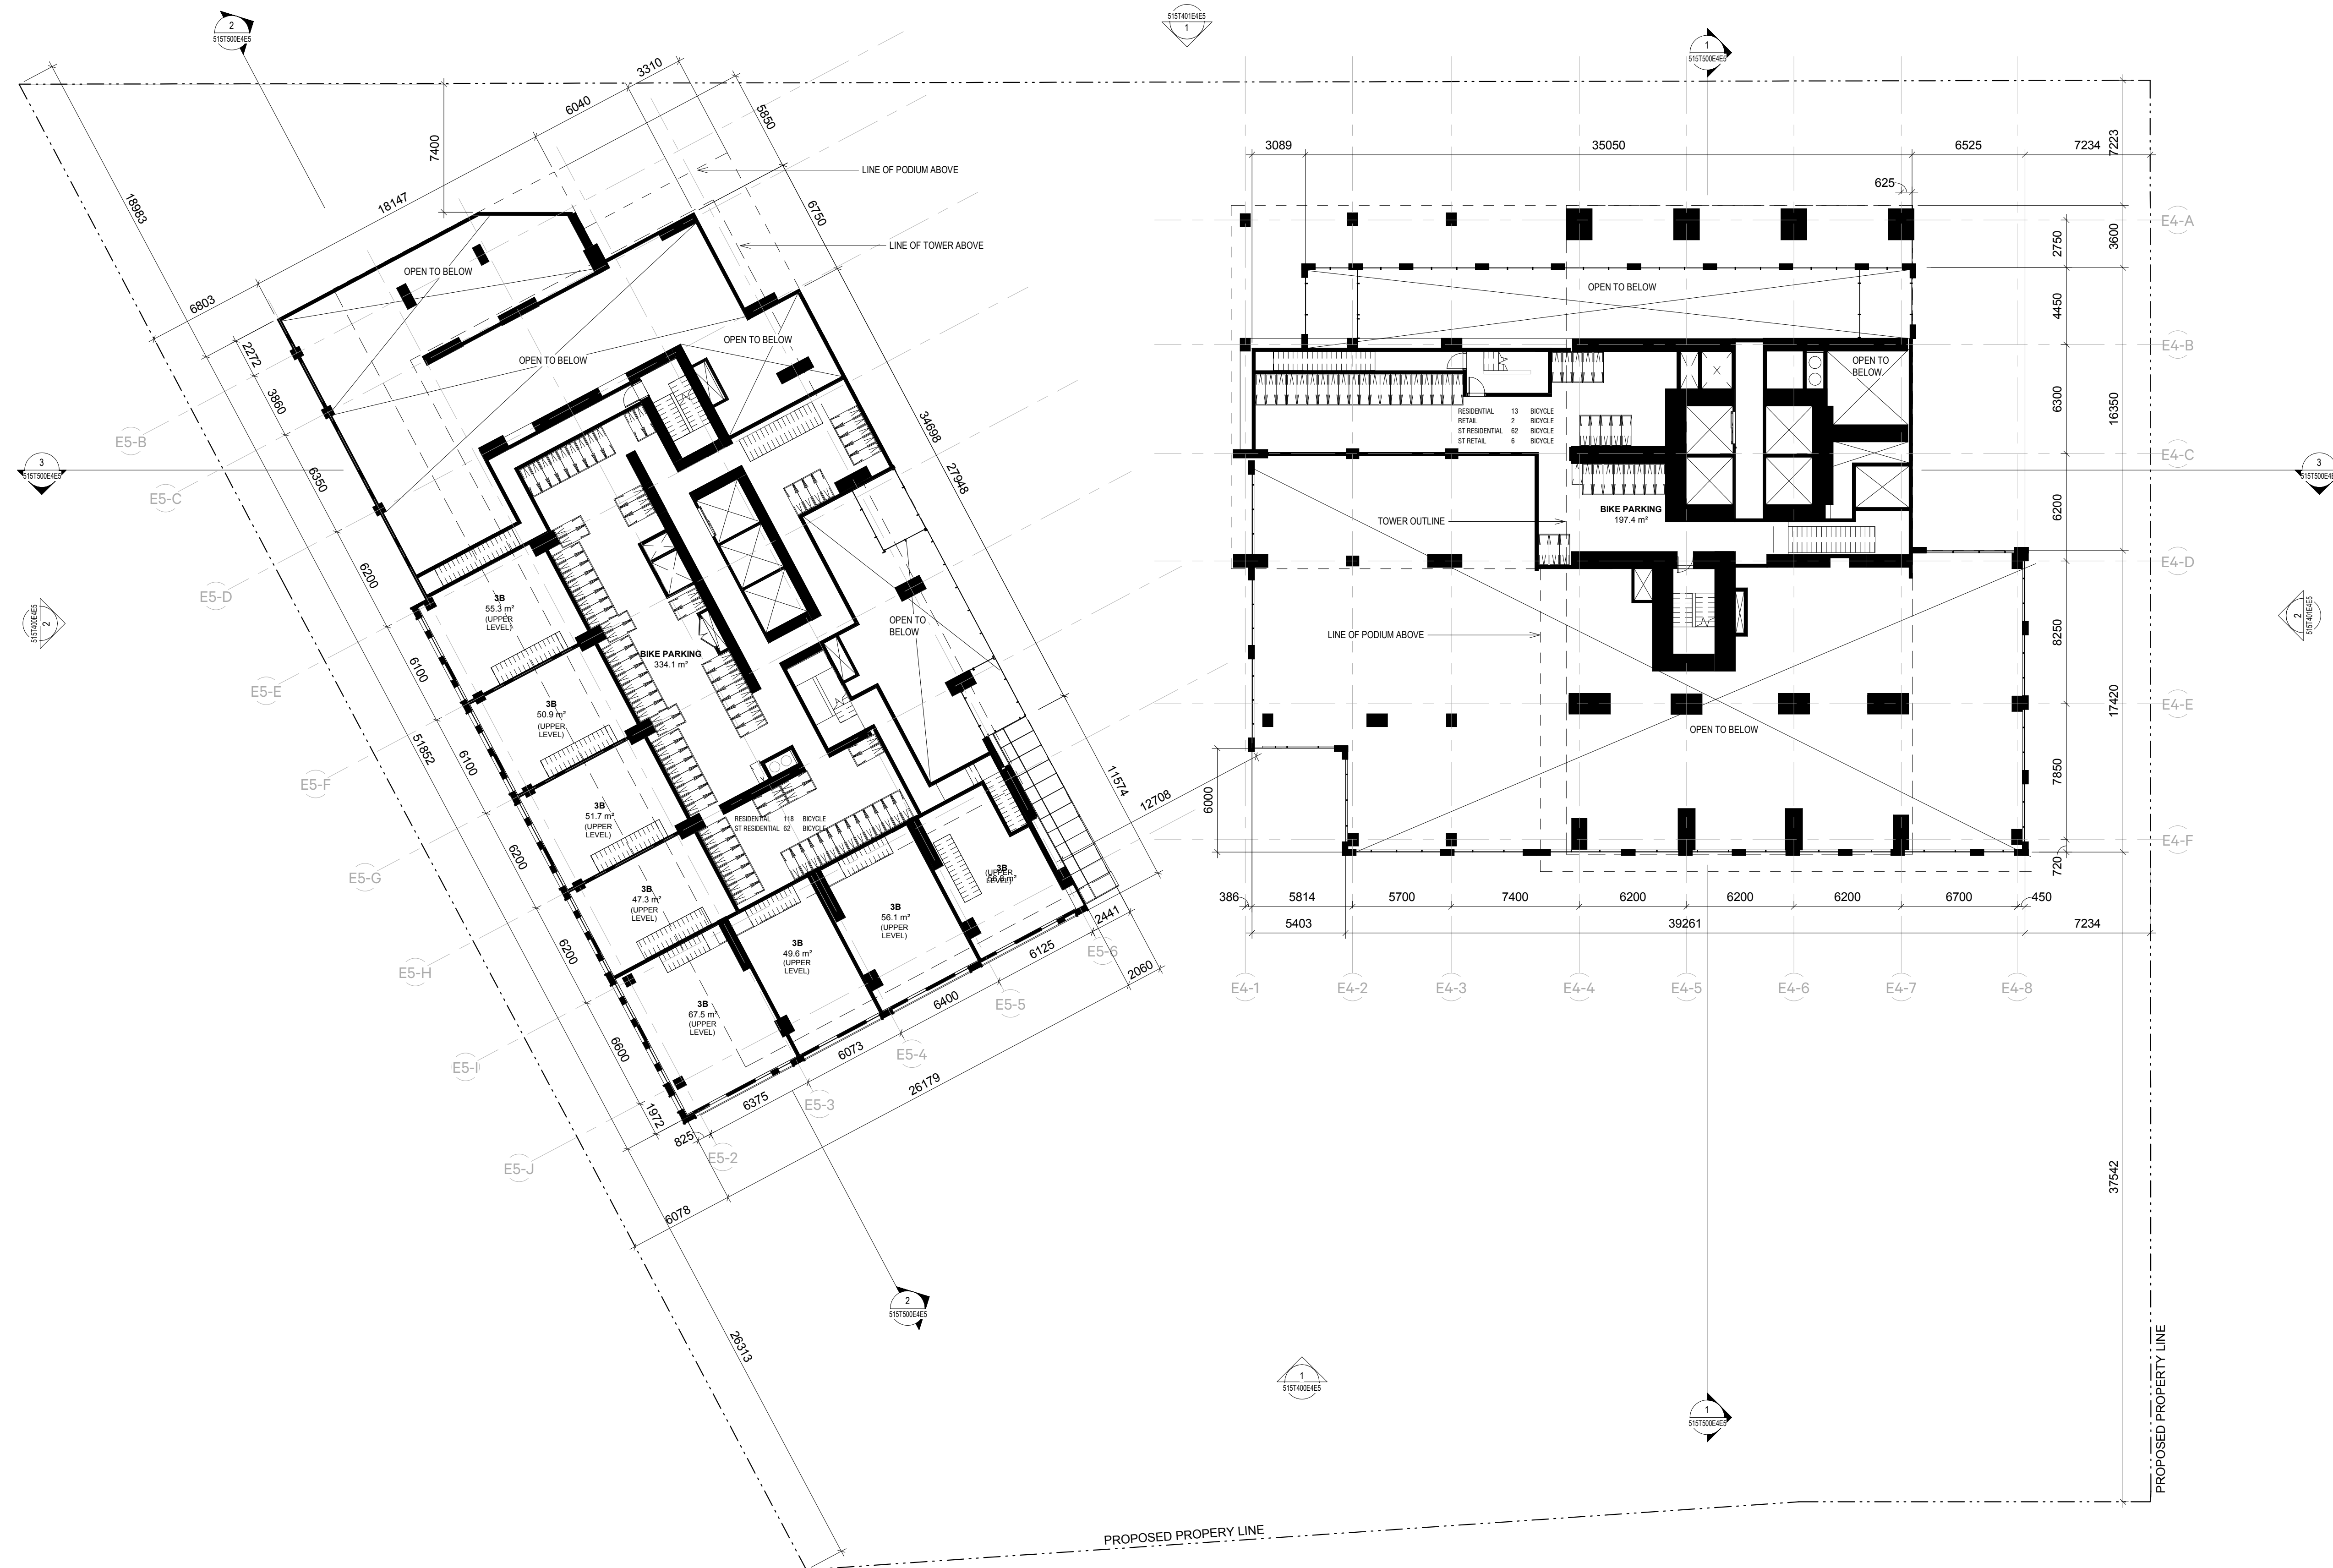 2
515T500E4E5
515T401E4E5
1
1
515T500E4E5
3310
6040
5850
7400
18147
18983
LINE OF PODIUM ABOVE
6750
LINE OF TOWER ABOVE
OPEN TO BELOW
6803
2272
OPEN TO BELOW
OPEN TO BELOW
3860
34698
27948
E5-B
3
515T500E4E5
E5-C
6350
E5-D
6200
3B
55.3 m²
(UPPER
LEVEL)
OPEN TO
BELOW
2
515T400E4E5
BIKE PARKING
334.1 m²
6100
E5-E
3B
50.9 m²
(UPPER
LEVEL)
51852
6100
E5-F
11574
12708
3B
51.7 m²
(UPPER
LEVEL)
RESIDENTIAL 118 BICYCLE
ST RESIDENTIAL 62 BICYCLE
6200
E5-G
3B
47.3 m²
(UPPER
LEVEL)
3B
(UPPER
LEVEL)
3B
56.1 m²
(UPPER
LEVEL)
3B
49.6 m²
(UPPER
LEVEL)
2441
6125
E5-6
2060
6200
E5-H
3B
67.5 m²
(UPPER
LEVEL)
6400
E5-5
6600
6073
E5-4
E5-I
26179
6375
E5-3
1972
825
E5-2
E5-J
6078
2
515T500E4E5
26313
3089
35050
6525
7234
7223
625
E4-A
2750
3600
OPEN TO BELOW
4450
E4-B
OPEN TO
BELOW
6300
16350
RESIDENTIAL 13 BICYCLE
RETAIL 2 BICYCLE
ST RESIDENTIAL 62 BICYCLE
ST RETAIL 6 BICYCLE
E4-C
3
BIKE PARKING
197.4 m²
TOWER OUTLINE
6200
E4-D
LINE OF PODIUM ABOVE
8250
2
515T401E4E5
E4-E
17420
OPEN TO BELOW
7850
6000
E4-F
720
386
5814
5700
7400
6200
6200
6200
6700
450
5403
39261
7234
E4-1
E4-2
E4-3
E4-4
E4-5
E4-6
E4-7
E4-8
37542
1
515T400E4E5
1
515T500E4E5
PROPOSED PROPERTY LINE
PROPOSED PROPERY LINE